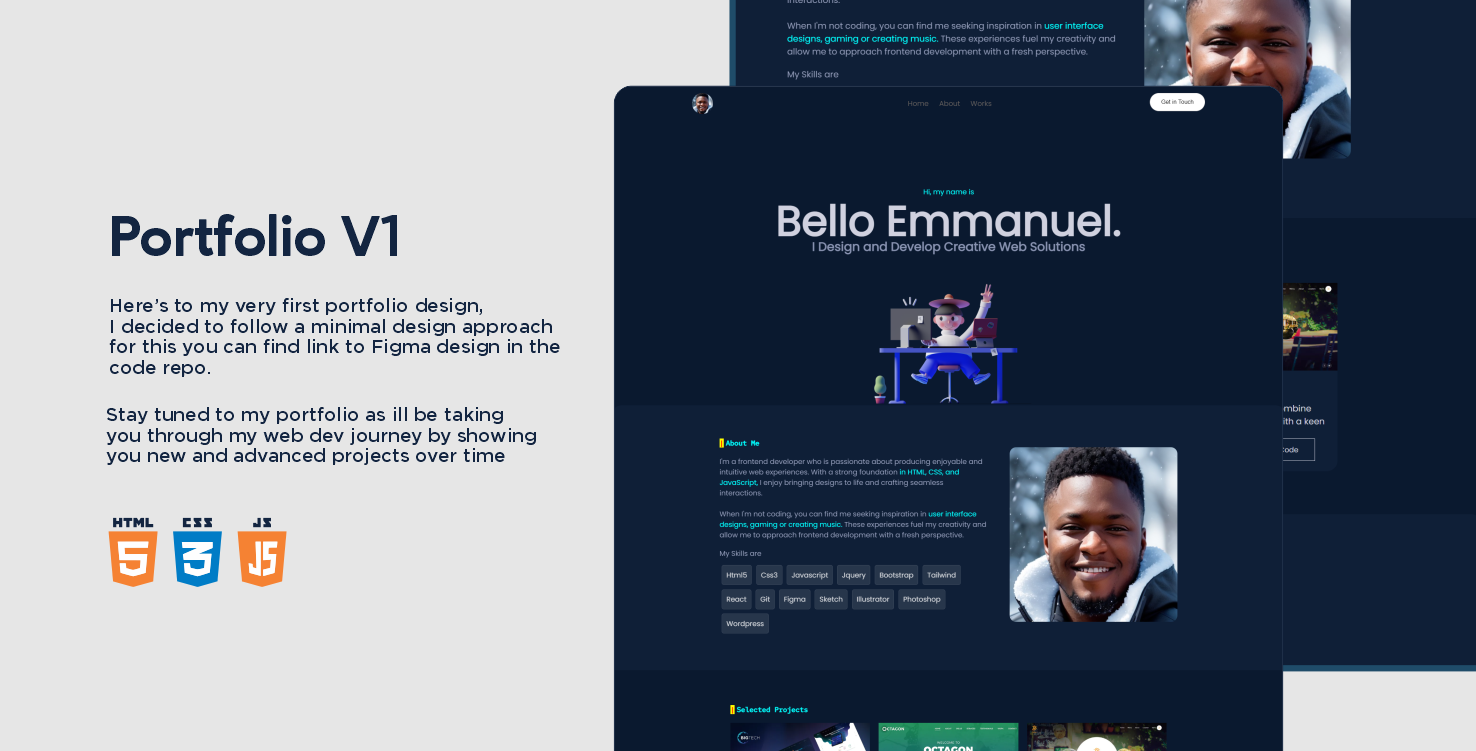 Portfolio V1
Here's to my very first portfolio design,
I decided to follow a minimal design approach
for this you can find link to Figma design in the
code repo.
Stay tuned to my portfolio as ill be taking
you through my web dev journey by showing
you new and advanced projects over time
HTML CSS JS
5 3 JS
interactions.
When I'm not coding, you can find me seeking inspiration in user interface
designs, gaming or creating music. These experiences fuel my creativity and
allow me to approach frontend development with a fresh perspective.
My Skills are
Home About Works
Get in Touch
Hi, my name is
Bello Emmanuel.
I Design and Develop Creative Web Solutions
About Me
I'm a frontend developer who is passionate about producing enjoyable and
intuitive web experiences. With a strong foundation in HTML, CSS, and
JavaScript, I enjoy bringing designs to life and crafting seamless
interactions.
When I'm not coding, you can find me seeking inspiration in user interface
designs, gaming or creating music. These experiences fuel my creativity and
allow me to approach frontend development with a fresh perspective.
My Skills are
Html5 Css3 Javascript Jquery Bootstrap Tailwind
React Git Figma Sketch Illustrator Photoshop
Wordpress
Selected Projects
BIGTECH
OCTAGON
WELCOME TO
OCTAGON
ombine
ith a keen
Code